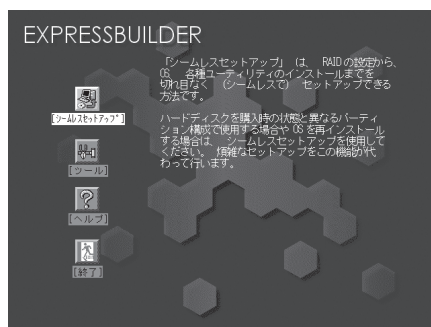 EXPRESSBUILDER
「シームレスセットアップ」 は、 RAIDの設定から、
OS、 各種ユーティリティのインストールまでを
切れ目なく （シームレスで） セットアップできる
方法です。
ハードディスクを購入時の状態と異なるパーティ
ション構成で使用する場合や OS を再インストール
する場合は、 シームレスセットアップを使用して
ください。 煩雑なセットアップをこの機能が代
わって行います。
[シームレスセットアップ]
[ツール]
[ヘルプ]
[終了]